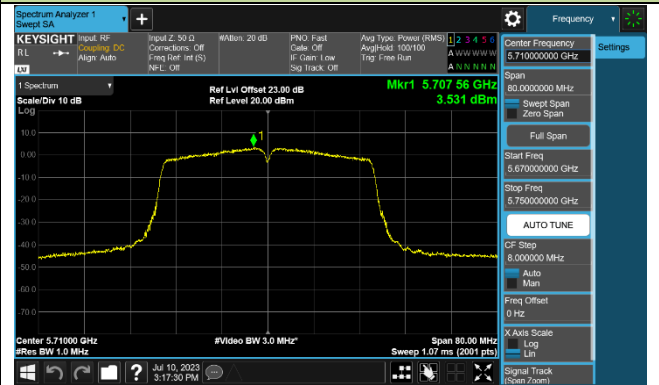 Spectrum Analyzer 1
Swept SA
+
Frequency
KEYSIGHT
RL
LXI
Input: RF
Coupling: DC
Align: Auto
Input Z: 50 Ω
Corrections: Off
Freq Ref: Int (S)
NFE: Off
#Atten: 20 dB
PNO: Fast
Gate: Off
IF Gain: Low
Sig Track: Off
Avg Type: Power (RMS)
Avg|Hold: 100/100
Trig: Free Run
1 2 3 4 5 6
A W W W W W
A N N N N N
1 Spectrum
Scale/Div 10 dB
Log
Ref Lvl Offset 23.00 dB
Ref Level 20.00 dBm
Mkr1 5.707 56 GHz
3.531 dBm
1
10.0
0.00
-10.0
-20.0
-30.0
-40.0
-50.0
-60.0
-70.0
Center 5.71000 GHz
#Res BW 1.0 MHz
#Video BW 3.0 MHz*
Span 80.00 MHz
Sweep 1.07 ms (2001 pts)
Jul 10, 2023
3:17:30 PM
?
Center Frequency
5.710000000 GHz
Settings
Span
80.0000000 MHz
Swept Span
Zero Span
Full Span
Start Freq
5.670000000 GHz
Stop Freq
5.750000000 GHz
AUTO TUNE
CF Step
8.000000 MHz
Auto
Man
Freq Offset
0 Hz
X Axis Scale
Log
Lin
Signal Track
(Span Zoom)